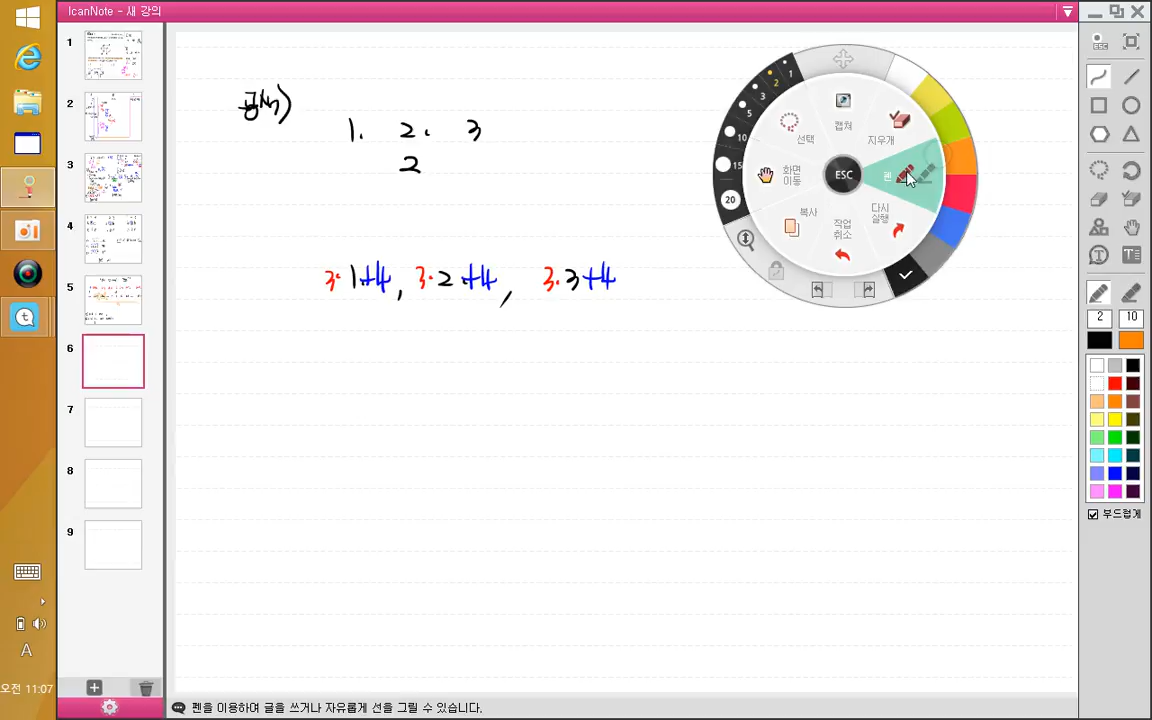 IcanNote - 새 강의
1
2
3
4
5
6
7
8
9
1. 2. 3
2
3·1+4, 3·2+4, 3·3+4
1
2
3
5
10
15
20
캡쳐
선택
지우개
화면
이동
ESC
펜
복사
작업
취소
다시
실행
esc
T
T
2 10
부드럽게
A
오전 11:07
펜을 이용하여 글을 쓰거나 자유롭게 선을 그릴 수 있습니다.